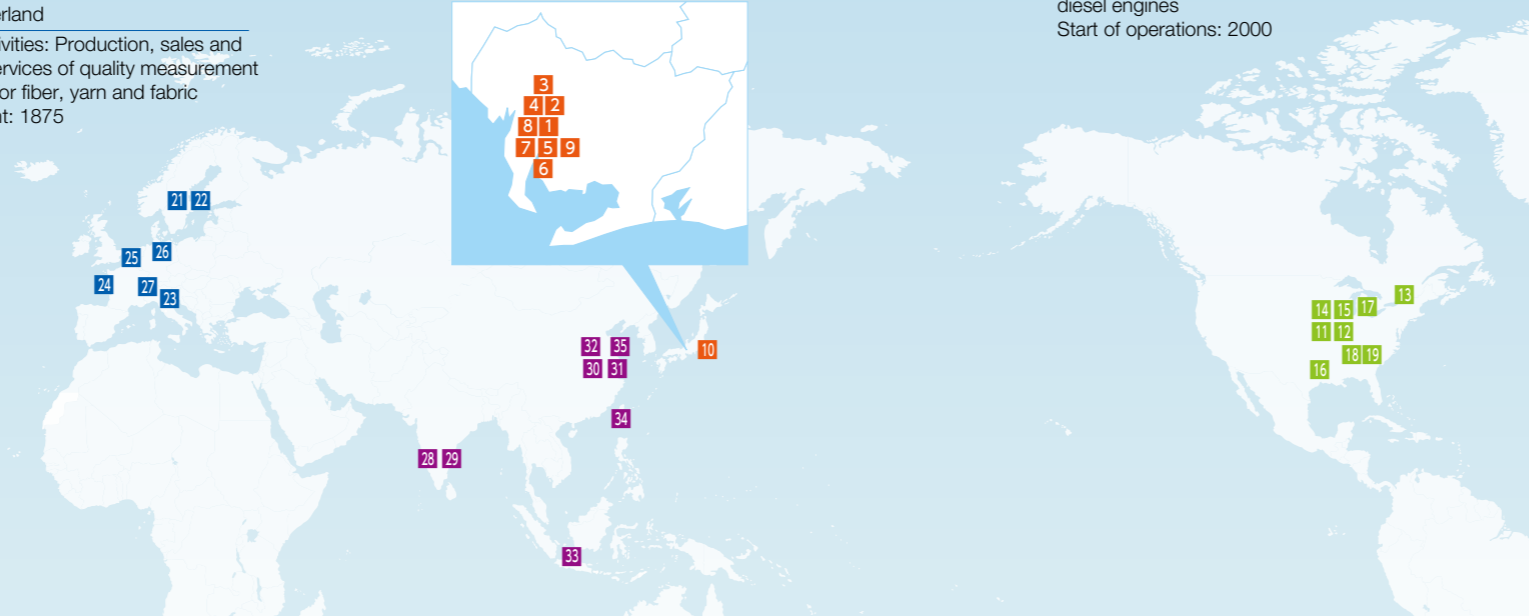 ivities: Production, sales and
ervices of quality measurement
or fiber, yarn and fabric
t: 1875
diesel engines
Start of operations: 2000
3
4 2
8 1
7 5 9
6
21 22
25 26
24 27 23
32 35
30 31
10
34
28 29
33
13
14 15 17
11 12
18 19
16